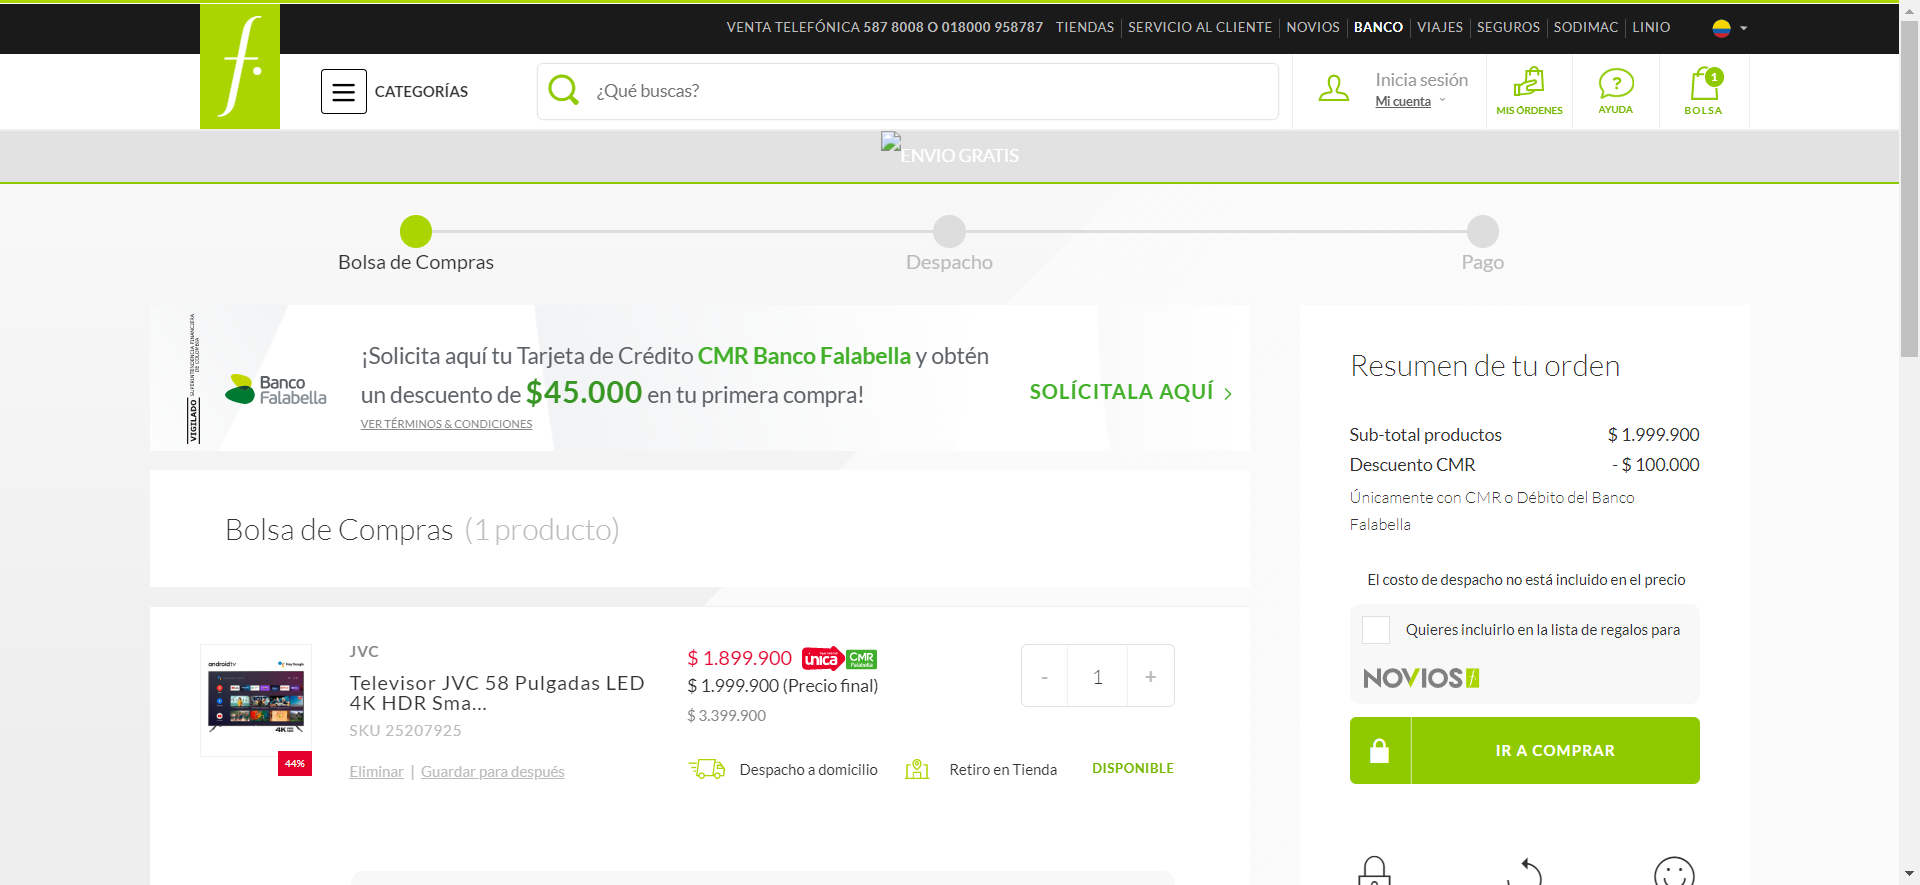 VENTA TELEFÓNICA 587 8008 O 018000 958787 TIENDAS SERVICIO AL CLIENTE NOVIOS BANCO VIAJES SEGUROS SODIMAC LINIO
f.
CATEGORÍAS
¿Qué buscas?
Inicia sesión
Mi cuenta
MIS ÓRDENES
?
AYUDA
1
BOLSA
ENVIO GRATIS
Bolsa de Compras
Despacho
Pago
VIGILADO SUPERINTENDENCIA FINANCIERA
DE COLOMBIA
Banco
Falabella
¡Solicita aquí tu Tarjeta de Crédito CMR Banco Falabella y obtén
un descuento de $45.000 en tu primera compra!
VER TÉRMINOS & CONDICIONES
SOLÍCITALA AQUÍ
Bolsa de Compras (1 producto)
androidtv
4K HDR
44%
JVC
Televisor JVC 58 Pulgadas LED
4K HDR Sma...
SKU 25207925
Eliminar | Guardar para después
$ 1.899.900 única CMR Falabella
$ 1.999.900 (Precio final)
$ 3.399.900
- 1 +
Despacho a domicilio
Retiro en Tienda
DISPONIBLE
Resumen de tu orden
Sub-total productos $ 1.999.900
Descuento CMR - $ 100.000
Únicamente con CMR o Débito del Banco
Falabella
El costo de despacho no está incluido en el precio
Quieres incluirlo en la lista de regalos para
NOVIOS f.
IR A COMPRAR